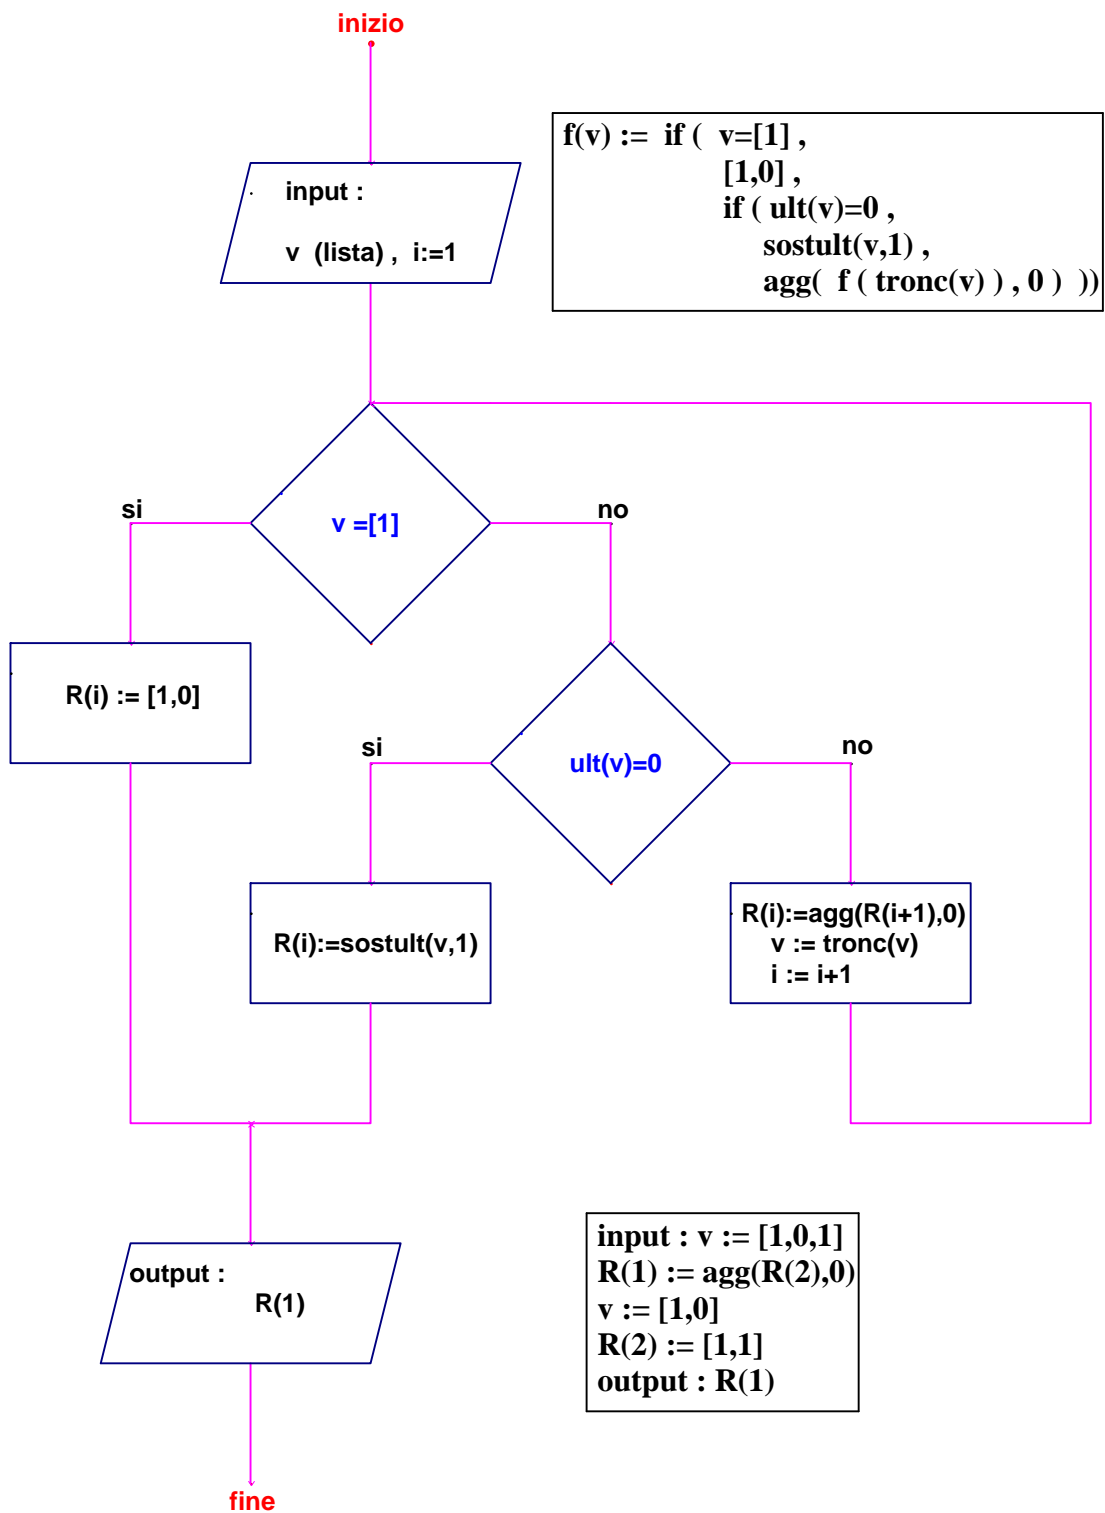 inizio
f(v) := if ( v=[1] ,
[1,0] ,
if ( ult(v)=0 ,
sostult(v,1) ,
agg( f ( tronc(v) ) , 0 ) ))
input :
v (lista) , i:=1
si
no
v =[1]
R(i) := [1,0]
si
no
ult(v)=0
R(i):=sostult(v,1)
R(i):=agg(R(i+1),0)
v := tronc(v)
i := i+1
output :
R(1)
input : v := [1,0,1]
R(1) := agg(R(2),0)
v := [1,0]
R(2) := [1,1]
output : R(1)
fine